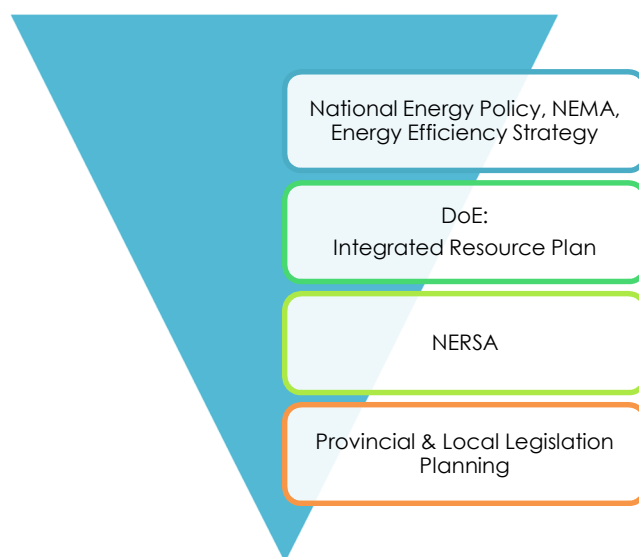 National Energy Policy, NEMA,
Energy Efficiency Strategy
DoE:
Integrated Resource Plan
NERSA
Provincial & Local Legislation
Planning